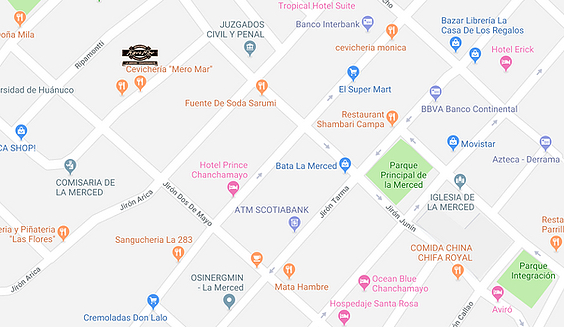 Tropical Hotel Suite
Banco Interbank
Bazar Librería La
Casa De Los Regalos
Doña Mila
Ripamontti
JUZGADOS
CIVIL Y PENAL
cevicheria monica
Hotel Erick
Cevicheria "Mero Mar"
El Super Mart
ersidad de Huánuco
Fuente De Soda Sarumi
BBVA Banco Continental
Restaurant
Shambari Campa
CA SHOP!
Movistar
Azteca - Derrama
Hotel Prince
Chanchamayo
Bata La Merced
Parque
Principal de
la Merced
COMISARIA DE
LA MERCED
Jirón Arica
Jirón Dos De Mayo
Jirón Tarma
IGLESIA DE
LA MERCED
ATM SCOTIABANK
Jirón Junín
ería y Piñateria
"Las Flores"
Sangucheria La 283
Resta
Parrill
COMIDA CHINA
CHIFA ROYAL
Jirón Arica
Parque
Integración
OSINERGMIN
- La Merced
Mata Hambre
Ocean Blue
Chanchamayo
Aviró
Cremoladas Don Lalo
Hospedaje Santa Rosa
Callao